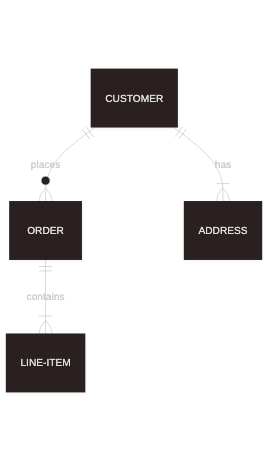 CUSTOMER
places
has
ORDER
ADDRESS
contains
LINE-ITEM